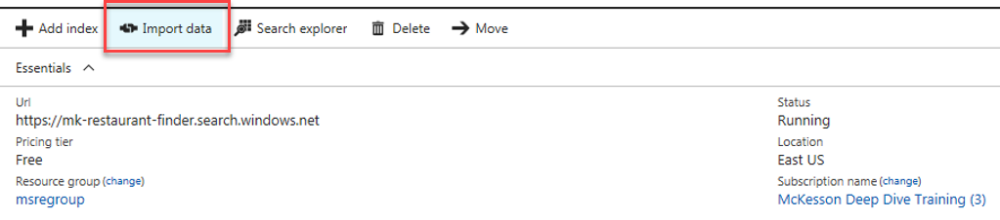 Add index Import data Search explorer Delete Move
Essentials
Url
https://mk-restaurant-finder.search.windows.net
Pricing tier
Free
Resource group (change)
msregroup
Status
Running
Location
East US
Subscription name (change)
McKesson Deep Dive Training (3)